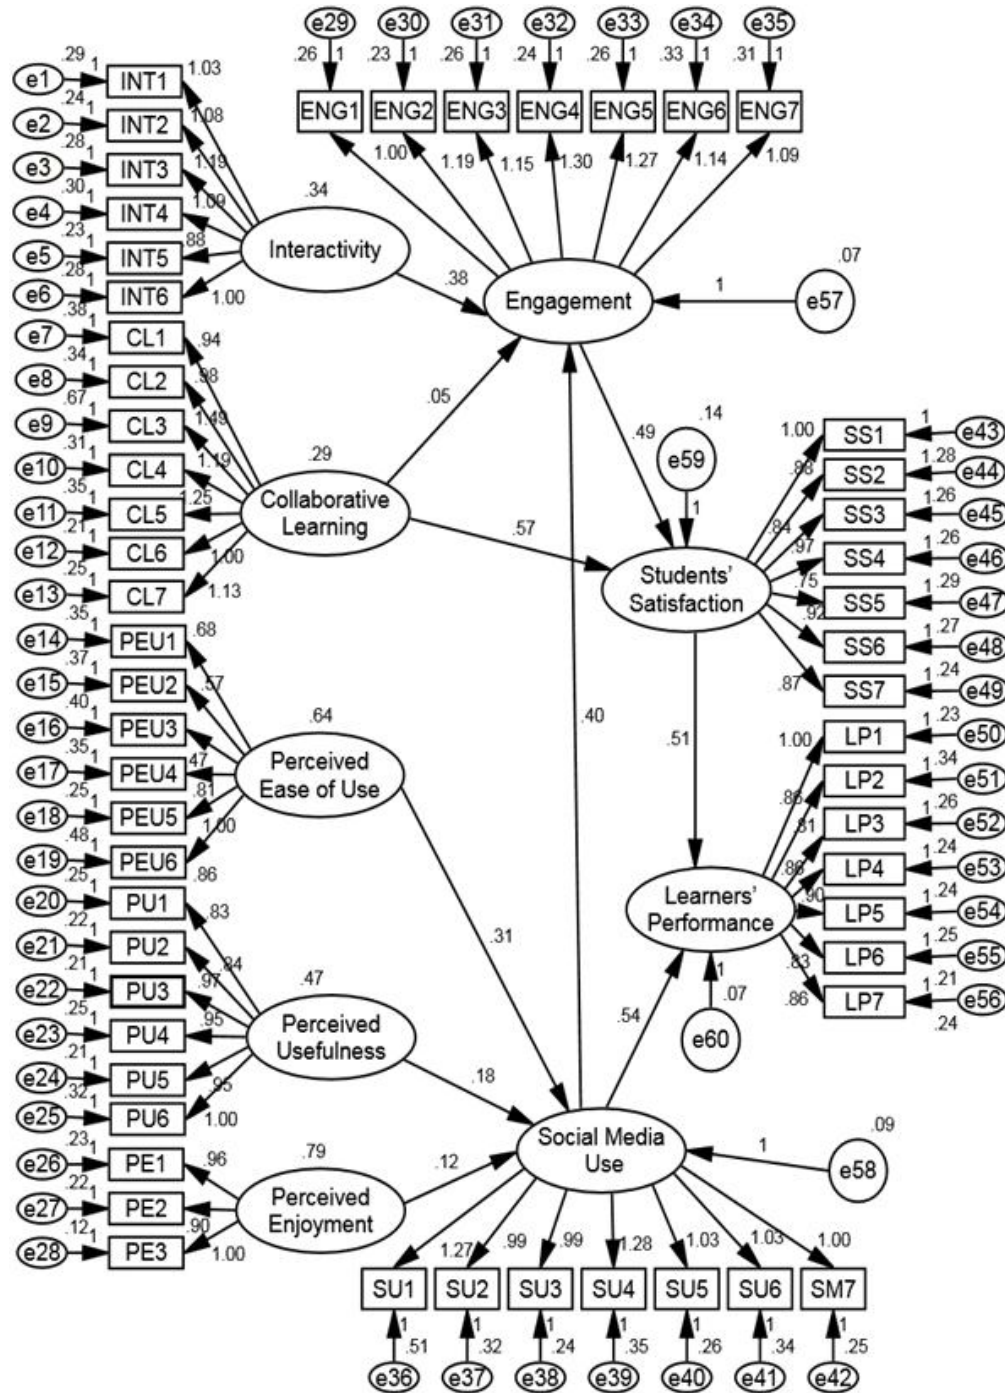 e29 e30 e31 e32 e33 e34 e35
.26 1 .23 1 .26 1 .24 1 .26 1 .33 1 .31 1
ENG1 ENG2 ENG3 ENG4 ENG5 ENG6 ENG7
1.00 1.19 1.15 1.30 1.27 1.14 1.09
.29
e1 1 INT1 1.03
.24
e2 1 INT2 1.08
.28
e3 1 INT3 1.19
.30
e4 1 INT4 1.09
.23
e5 1 INT5 .88
.28
e6 1 INT6 1.00
.34
Interactivity
.38
Engagement
1
.07
e57
.38
e7 1 CL1 .94
.34
e8 1 CL2 .98
.67
e9 1 CL3 1.49
.31
e10 1 CL4 1.19
.35
e11 1 CL5 1.25
.21
e12 1 CL6 1.00
.25
e13 1 CL7 1.13
.29
Collaborative
Learning
.05
.57
.49
.14
e59
1
Students'
Satisfaction
1.00 SS1 1 e43
.88 SS2 1 .28 e44
.84 SS3 1 .26 e45
.97 SS4 1 .26 e46
.75 SS5 1 .29 e47
.92 SS6 1 .27 e48
.87 SS7 1 .24 e49
.35
e14 1 PEU1 .68
.37
e15 1 PEU2 .57
.40
e16 1 PEU3
.35
e17 1 PEU4 .47
.25
e18 1 PEU5 .81
.48
e19 1 PEU6 1.00
.86
.64
Perceived
Ease of Use
.31
.40
.51
1.00 LP1 1 .23 e50
.86 LP2 1 .34 e51
.81 LP3 1 .26 e52
.86 LP4 1 .24 e53
.90 LP5 1 .24 e54
.83 LP6 1 .25 e55
.86 LP7 1 .21 e56
.24
Learners'
Performance
1
.07
e60
.54
.25
e20 1 PU1 .83
.22
e21 1 PU2 .84
.21
e22 1 PU3 .97
.25
e23 1 PU4 .95
.21
e24 1 PU5 .95
.32
e25 1 PU6 1.00
.47
Perceived
Usefulness
.18
.23
e26 1 PE1 .96
.22
e27 1 PE2 .90
.12
e28 1 PE3 1.00
.79
Perceived
Enjoyment
.12
Social Media
Use
1
.09
e58
1.27 .99 .99 1.28 1.03 1.03 1.00
SU1 SU2 SU3 SU4 SU5 SU6 SM7
1 .51 1 .32 1 .24 1 .35 1 .26 1 .34 1 .25
e36 e37 e38 e39 e40 e41 e42